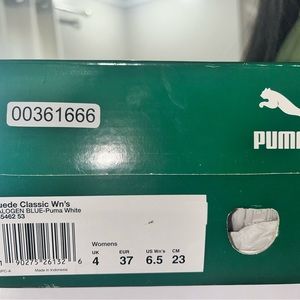 00361666
PUMA
uede Classic Wn's
ALOGEN BLUE-Puma White
5462 53
Womens
UK EUR US Wn's CM
4 37 6.5 23
90275 26132 6
Made in Indonesia